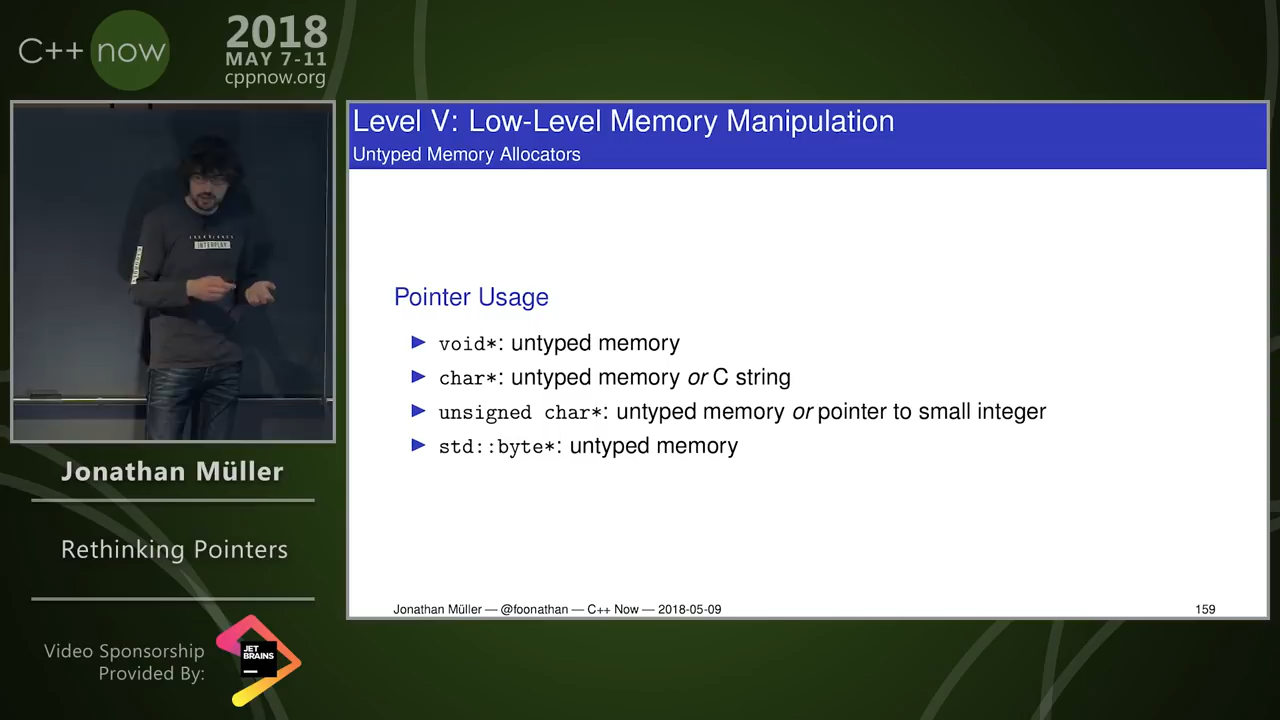 C++ now
2018
MAY 7-11
cppnow.org
INTERPLAY
Level V: Low-Level Memory Manipulation
Untyped Memory Allocators
Pointer Usage
void*: untyped memory
char*: untyped memory or C string
unsigned char*: untyped memory or pointer to small integer
std::byte*: untyped memory
Jonathan Müller — @foonathan — C++ Now — 2018-05-09
159
Jonathan Müller
Rethinking Pointers
Video Sponsorship
Provided By:
JET
BRAINS